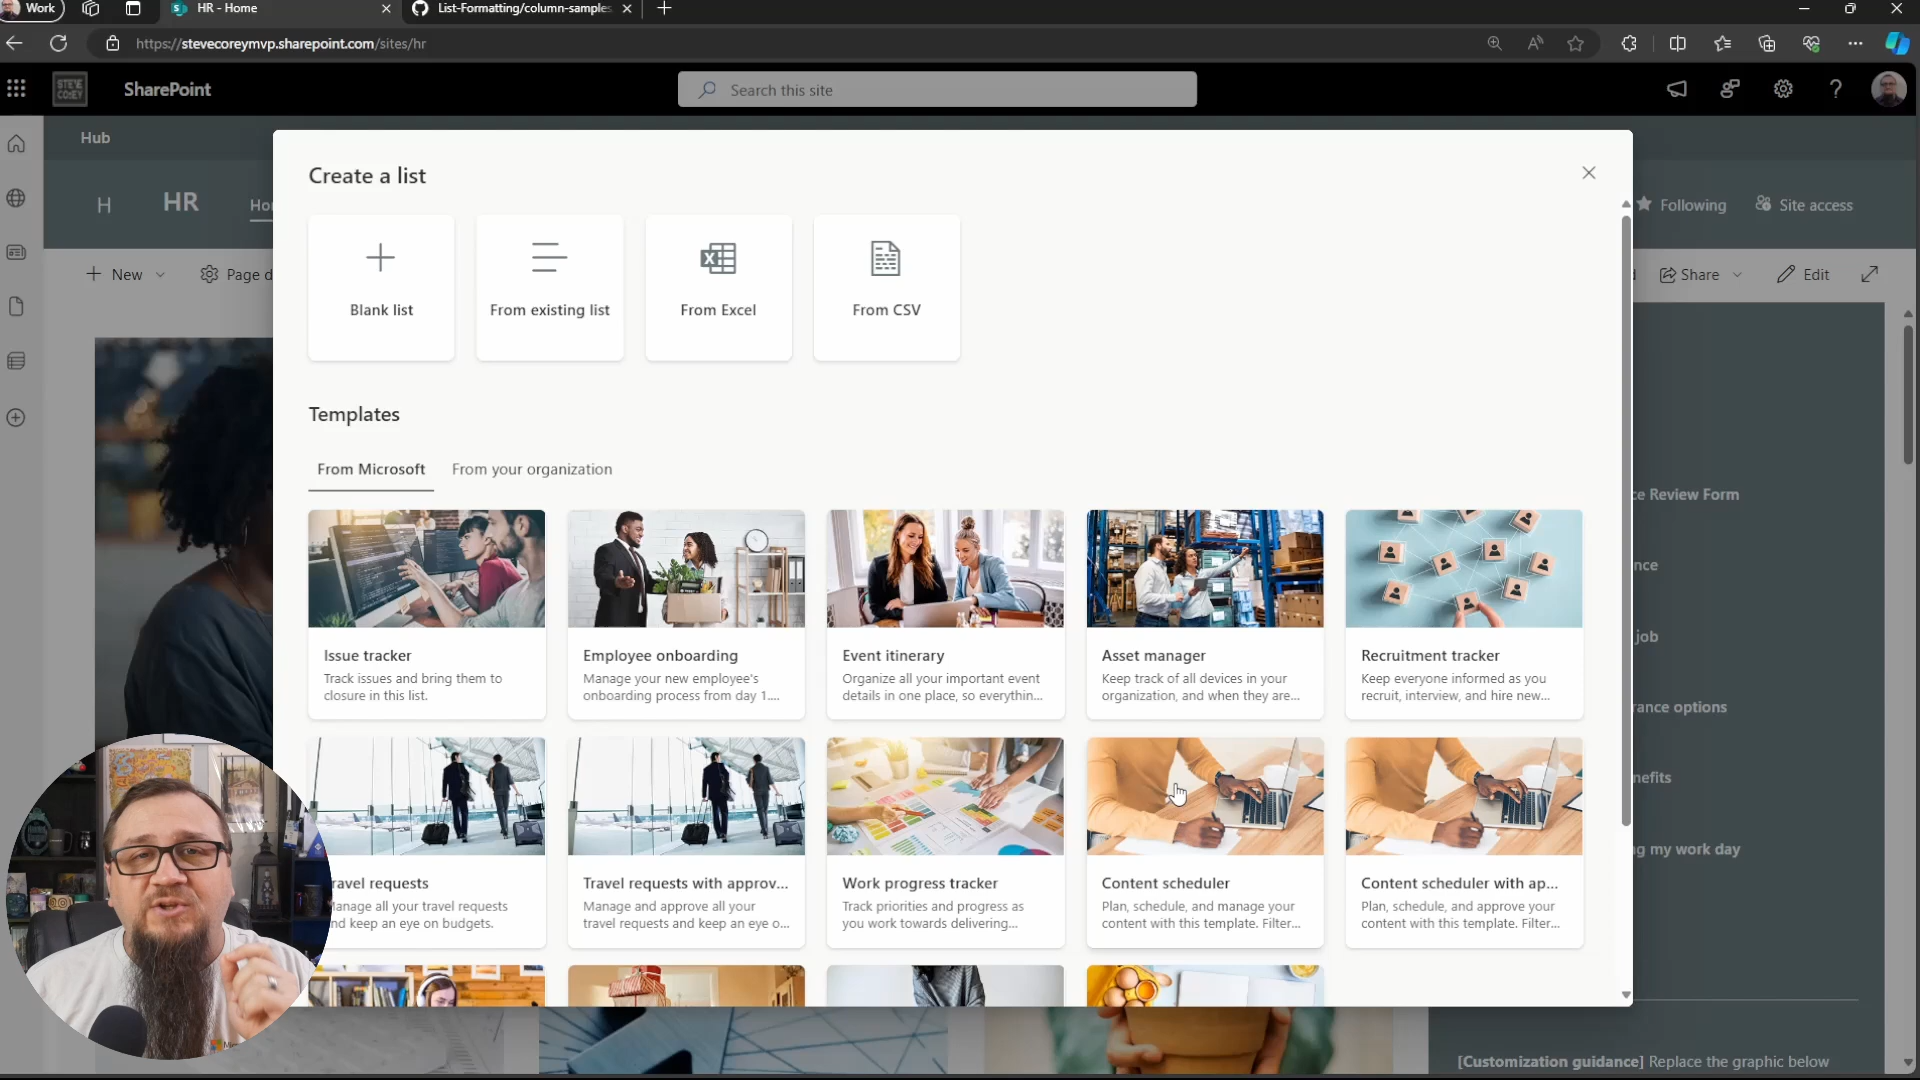 Work
HR - Home
List-Formatting/column-samples
https://stevecoreymvp.sharepoint.com/sites/hr
STEVE
COREY
SharePoint
Search this site
Hub
H
HR
Following
Site access
New
Share
Edit
Create a list
Blank list
From existing list
From Excel
From CSV
Templates
From Microsoft
From your organization
Issue tracker
Track issues and bring them to
closure in this list.
Employee onboarding
Manage your new employee's
onboarding process from day 1....
Event itinerary
Organize all your important event
details in one place, so everythin...
Asset manager
Keep track of all devices in your
organization, and when they are...
Recruitment tracker
Keep everyone informed as you
recruit, interview, and hire new...
ravel requests
anage all your travel requests
nd keep an eye on budgets.
Travel requests with approv...
Manage and approve all your
travel requests and keep an eye o...
Work progress tracker
Track priorities and progress as
you work towards delivering...
Content scheduler
Plan, schedule, and manage your
content with this template. Filter...
Content scheduler with ap...
Plan, schedule, and approve your
content with this template. Filter...
ce Review Form
nce
job
rance options
nefits
ng my work day
[Customization guidance] Replace the graphic below